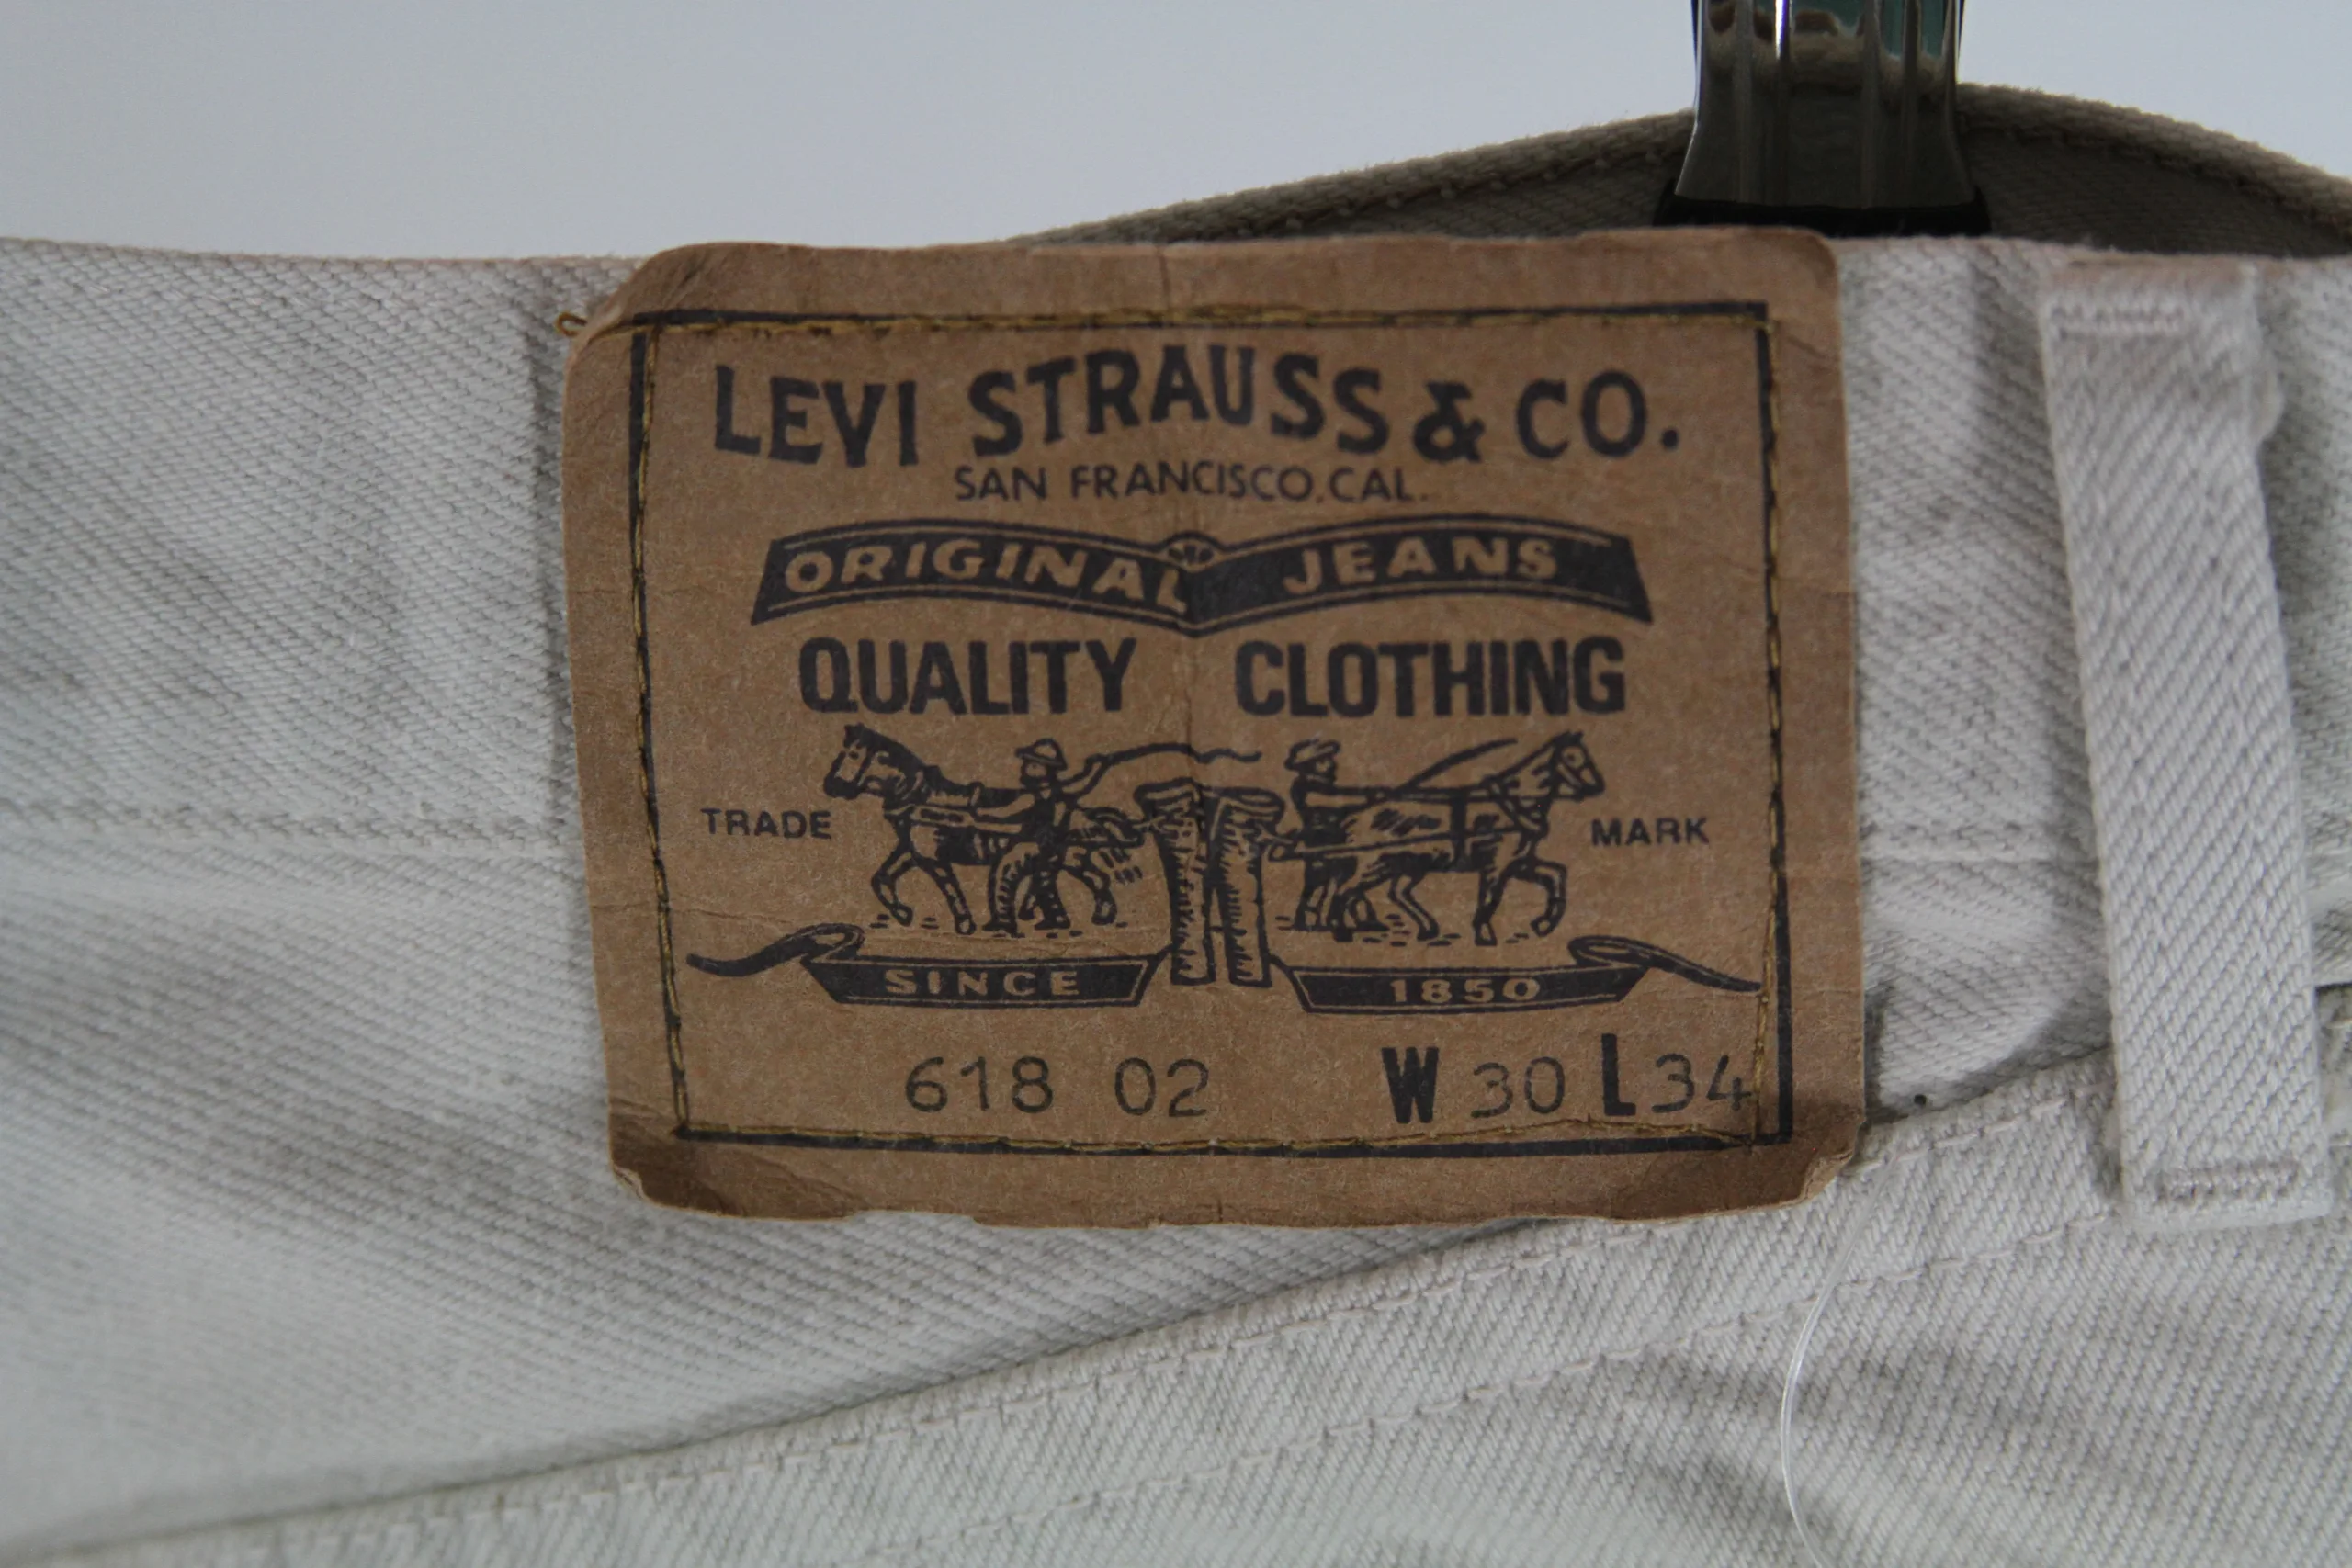 LEVI STRAUSS & CO.
SAN FRANCISCO, CAL.
ORIGINAL JEANS
QUALITY CLOTHING
TRADE MARK
SINCE 1850
618 02 W 30 L 34